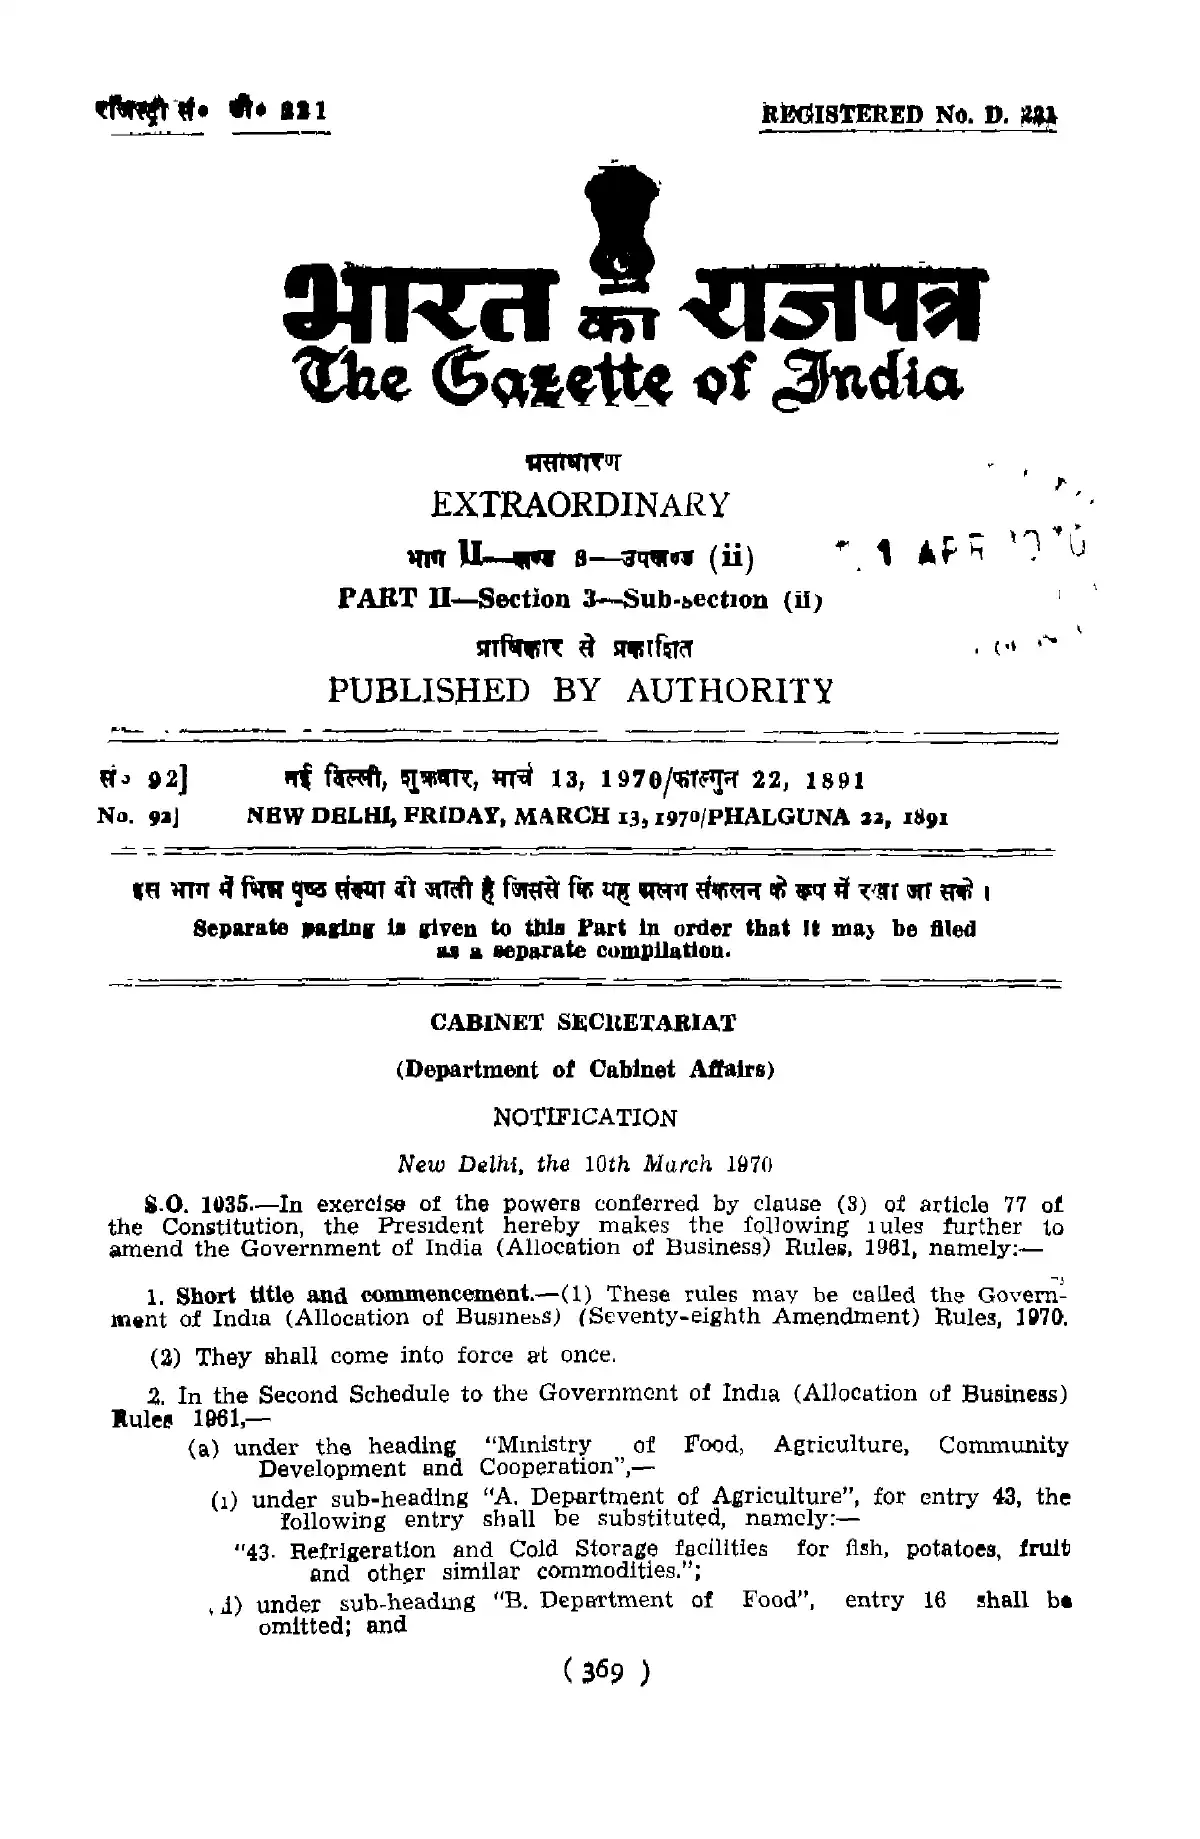 रजिस्ट्री सं० डी० 221
REGISTERED No. D. 221
भारत का राजपत्र
The Gazette of India
असाधारण
EXTRAORDINARY
भाग II—खण्ड 3—उपखण्ड (ii)
1 APR 1970
PART II—Section 3—Sub-section (ii)
प्राधिकार से प्रकाशित
PUBLISHED BY AUTHORITY
सं० 92]
नई दिल्ली, शुक्रवार, मार्च 13, 1970/फाल्गुन 22, 1891
No. 92]
NEW DELHI, FRIDAY, MARCH 13, 1970/PHALGUNA 22, 1891
इस भाग में भिन्न पृष्ठ संख्या दी जाती है जिससे कि यह अलग संकलन के रूप में रखा जा सके ।
Separate paging is given to this Part in order that it may be filed
as a separate compilation.
CABINET SECRETARIAT
(Department of Cabinet Affairs)
NOTIFICATION
New Delhi, the 10th March 1970
S.O. 1035.—In exercise of the powers conferred by clause (3) of article 77 of
the Constitution, the President hereby makes the following rules further to
amend the Government of India (Allocation of Business) Rules, 1961, namely:—
1. Short title and commencement.—(1) These rules may be called the Govern-
ment of India (Allocation of Business) (Seventy-eighth Amendment) Rules, 1970.
(2) They shall come into force at once.
2. In the Second Schedule to the Government of India (Allocation of Business)
Rules 1961,—
(a) under the heading "Ministry of Food, Agriculture, Community
Development and Cooperation",—
(i) under sub-heading "A. Department of Agriculture", for entry 43, the
following entry shall be substituted, namely:—
"43. Refrigeration and Cold Storage facilities for fish, potatoes, fruit
and other similar commodities.";
(ii) under sub-heading "B. Department of Food", entry 16 shall be
omitted; and
( 369 )